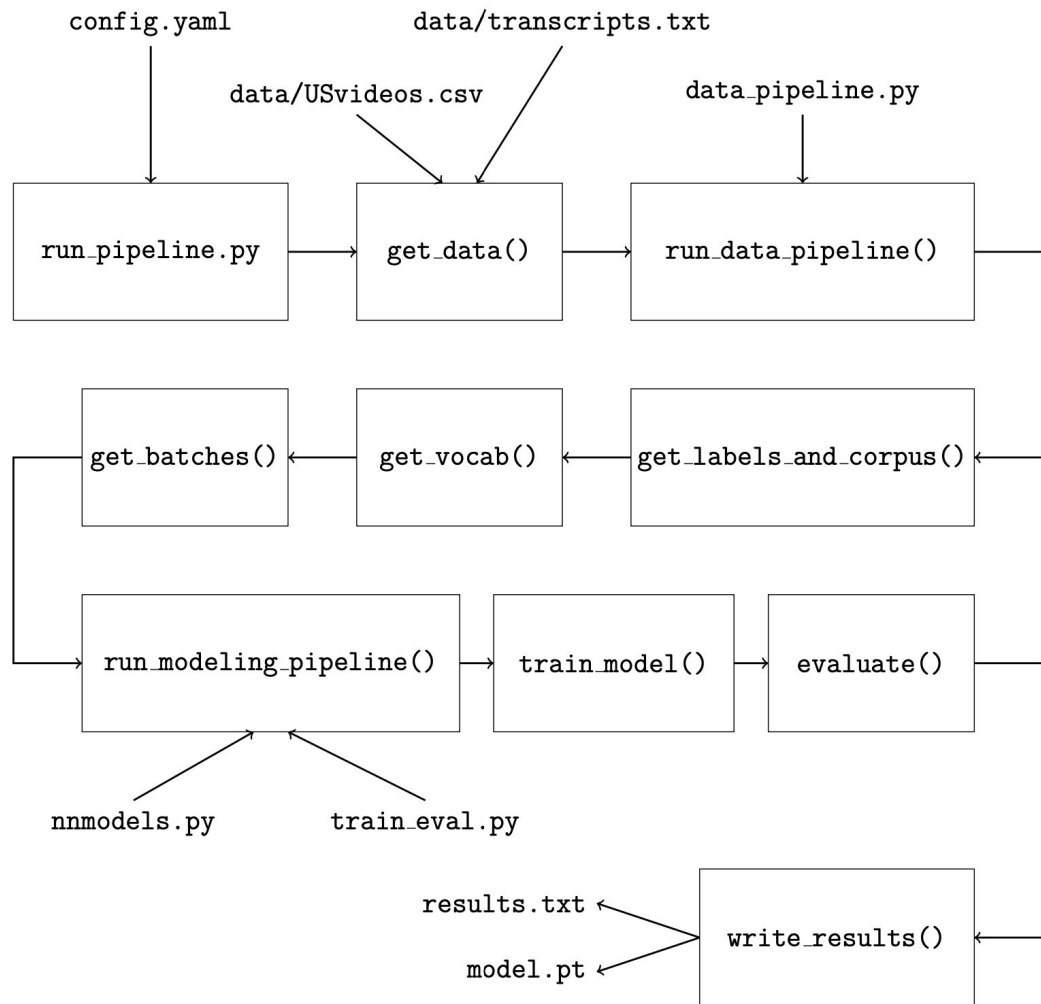 config.yaml
data/transcripts.txt
data/USvideos.csv
data_pipeline.py
run_pipeline.py
get_data()
run_data_pipeline()
get_batches()
get_vocab()
get_labels_and_corpus()
run_modeling_pipeline()
train_model()
evaluate()
nnmodels.py
train_eval.py
results.txt
write_results()
model.pt